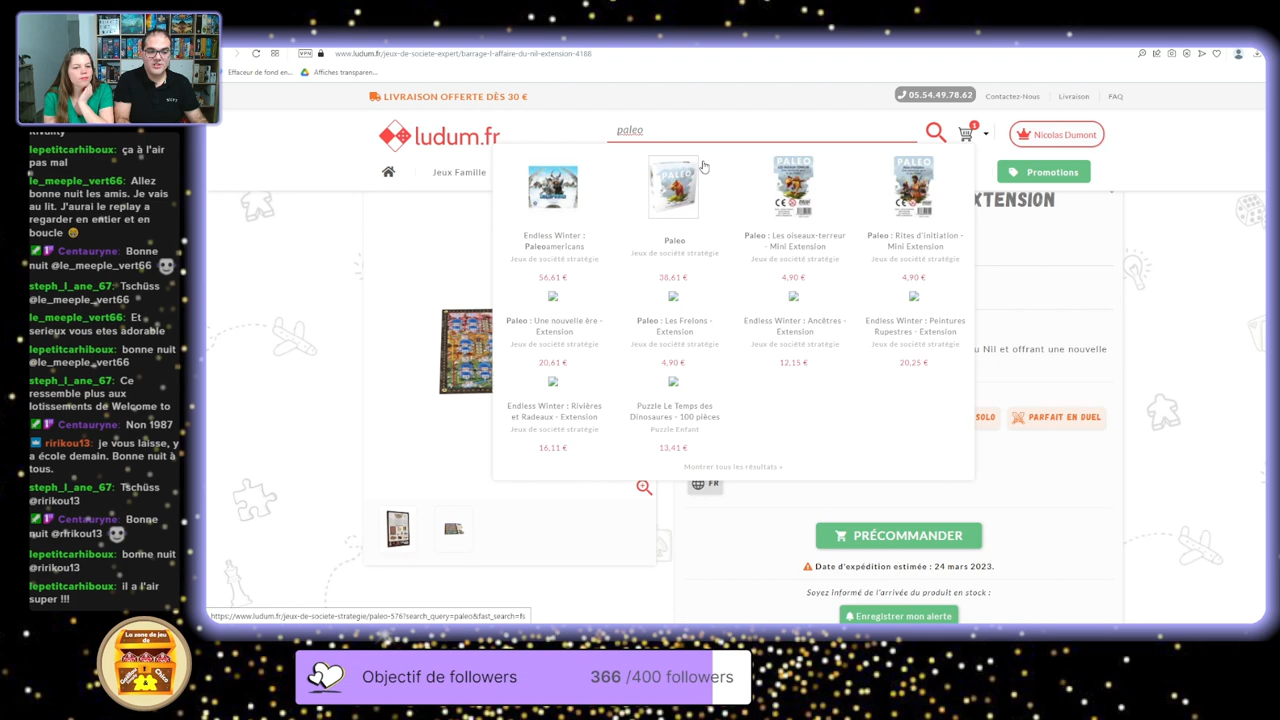 www.ludum.fr/jeux-de-societe-expert/barrage-l-affaire-du-nil-extension-4188
VPN
Effaceur de fond en...
Affiches transparen...
LIVRAISON OFFERTE DÈS 30 €
05.54.49.78.62
Contactez-Nous
Livraison
FAQ
ludum.fr
paleo
1
Nicolas Dumont
Jeux Famille
Promotions
XTENSION
Endless Winter :
Paleoamericans
Jeux de société stratégie
56,61 €
Paleo
Jeux de société stratégie
38,61 €
Paleo : Les oiseaux-terreur
- Mini Extension
Jeux de société stratégie
4,90 €
Paleo : Rites d'initiation -
Mini Extension
Jeux de société stratégie
4,90 €
Paleo : Une nouvelle ère -
Extension
Jeux de société stratégie
20,61 €
Paleo : Les Frelons -
Extension
Jeux de société stratégie
4,90 €
Endless Winter : Ancêtres -
Extension
Jeux de société stratégie
12,15 €
Endless Winter : Peintures
Rupestres - Extension
Jeux de société stratégie
20,25 €
Endless Winter : Rivières
et Radeaux - Extension
Jeux de société stratégie
16,11 €
Puzzle Le Temps des
Dinosaures - 100 pièces
Puzzle Enfant
13,41 €
Montrer tous les résultats »
u Nil et offrant une nouvelle
SOLO
PARFAIT EN DUEL
FR
PRÉCOMMANDER
Date d'expédition estimée : 24 mars 2023.
Soyez informé de l'arrivée du produit en stock :
Enregistrer mon alerte
https://www.ludum.fr/jeux-de-societe-strategie/paleo-576?search_query=paleo&fast_search=fs
Rivality
lepetitcarhiboux: ça à l'air
pas mal
le_meeple_vert66: Allez
bonne nuit les amis. Je vais
au lit. J'aurai le replay a
regarder en entier et en
boucle
Centauryne: Bonne
nuit @le_meeple_vert66
steph_l_ane_67: Tschüss
@le_meeple_vert66
le_meeple_vert66: Et
serieux vous etes adorable
lepetitcarhiboux: bonne nuit
@le_meeple_vert66
steph_l_ane_67: Ce
ressemble plus aux
lotissements de Welcome to
Centauryne: Non 1987
ririkou13: je vous laisse, y
a école demain. Bonne nuit à
tous.
steph_l_ane_67: Tschüss
@ririkou13
Centauryne: Bonne
nuit @ririkou13
lepetitcarhiboux: bonne nuit
@ririkou13
lepetitcarhiboux: il a l'air
super !!!
La zone de jeu
de
Chico
Objectif de followers
366 /400 followers